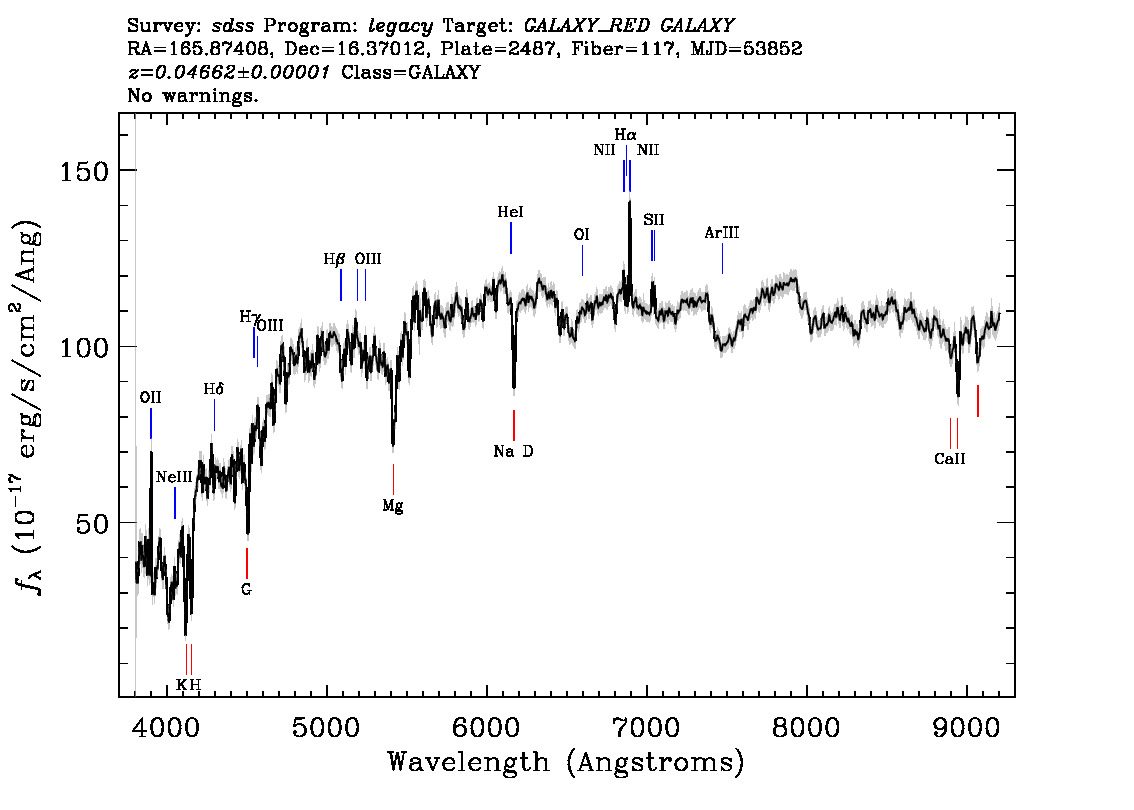 Survey: sdss Program: legacy Target: GALAXY_RED GALAXY
RA=165.87408, Dec=16.37012, Plate=2487, Fiber=117, MJD=53852
z=0.04662±0.00001 Class=GALAXY
No warnings.
Hα
NII NII
HeI
SII
OI
ArIII
Hβ OIII
Hγ
OIII
Hδ
OII
NeIII
Na D
CaII
Mg
G
K H
150
100
50
4000 5000 6000 7000 8000 9000
Wavelength (Angstroms)
fλ (10⁻¹⁷ erg/s/cm²/Ang)